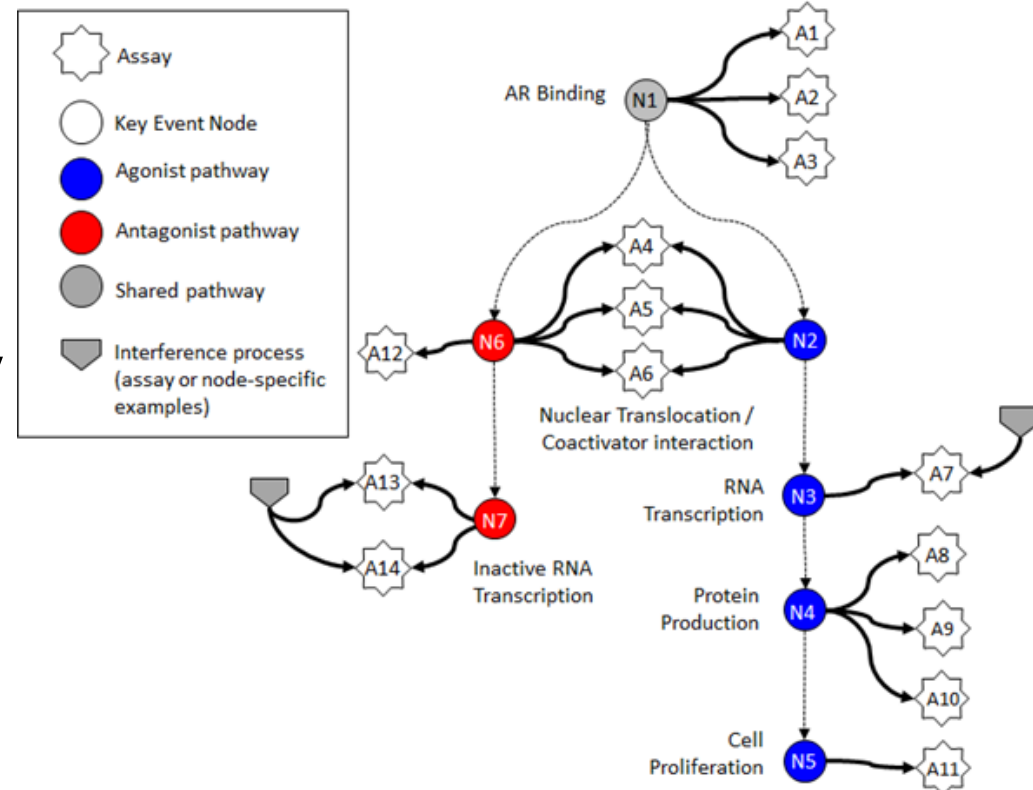 Assay
Key Event Node
Agonist pathway
Antagonist pathway
Shared pathway
Interference process
(assay or node-specific
examples)
AR Binding
N1
A1
A2
A3
A4
A5
A6
N6
N2
A12
Nuclear Translocation /
Coactivator interaction
A13
A14
N7
Inactive RNA
Transcription
RNA
Transcription
N3
A7
Protein
Production
N4
A8
A9
A10
Cell
Proliferation
N5
A11